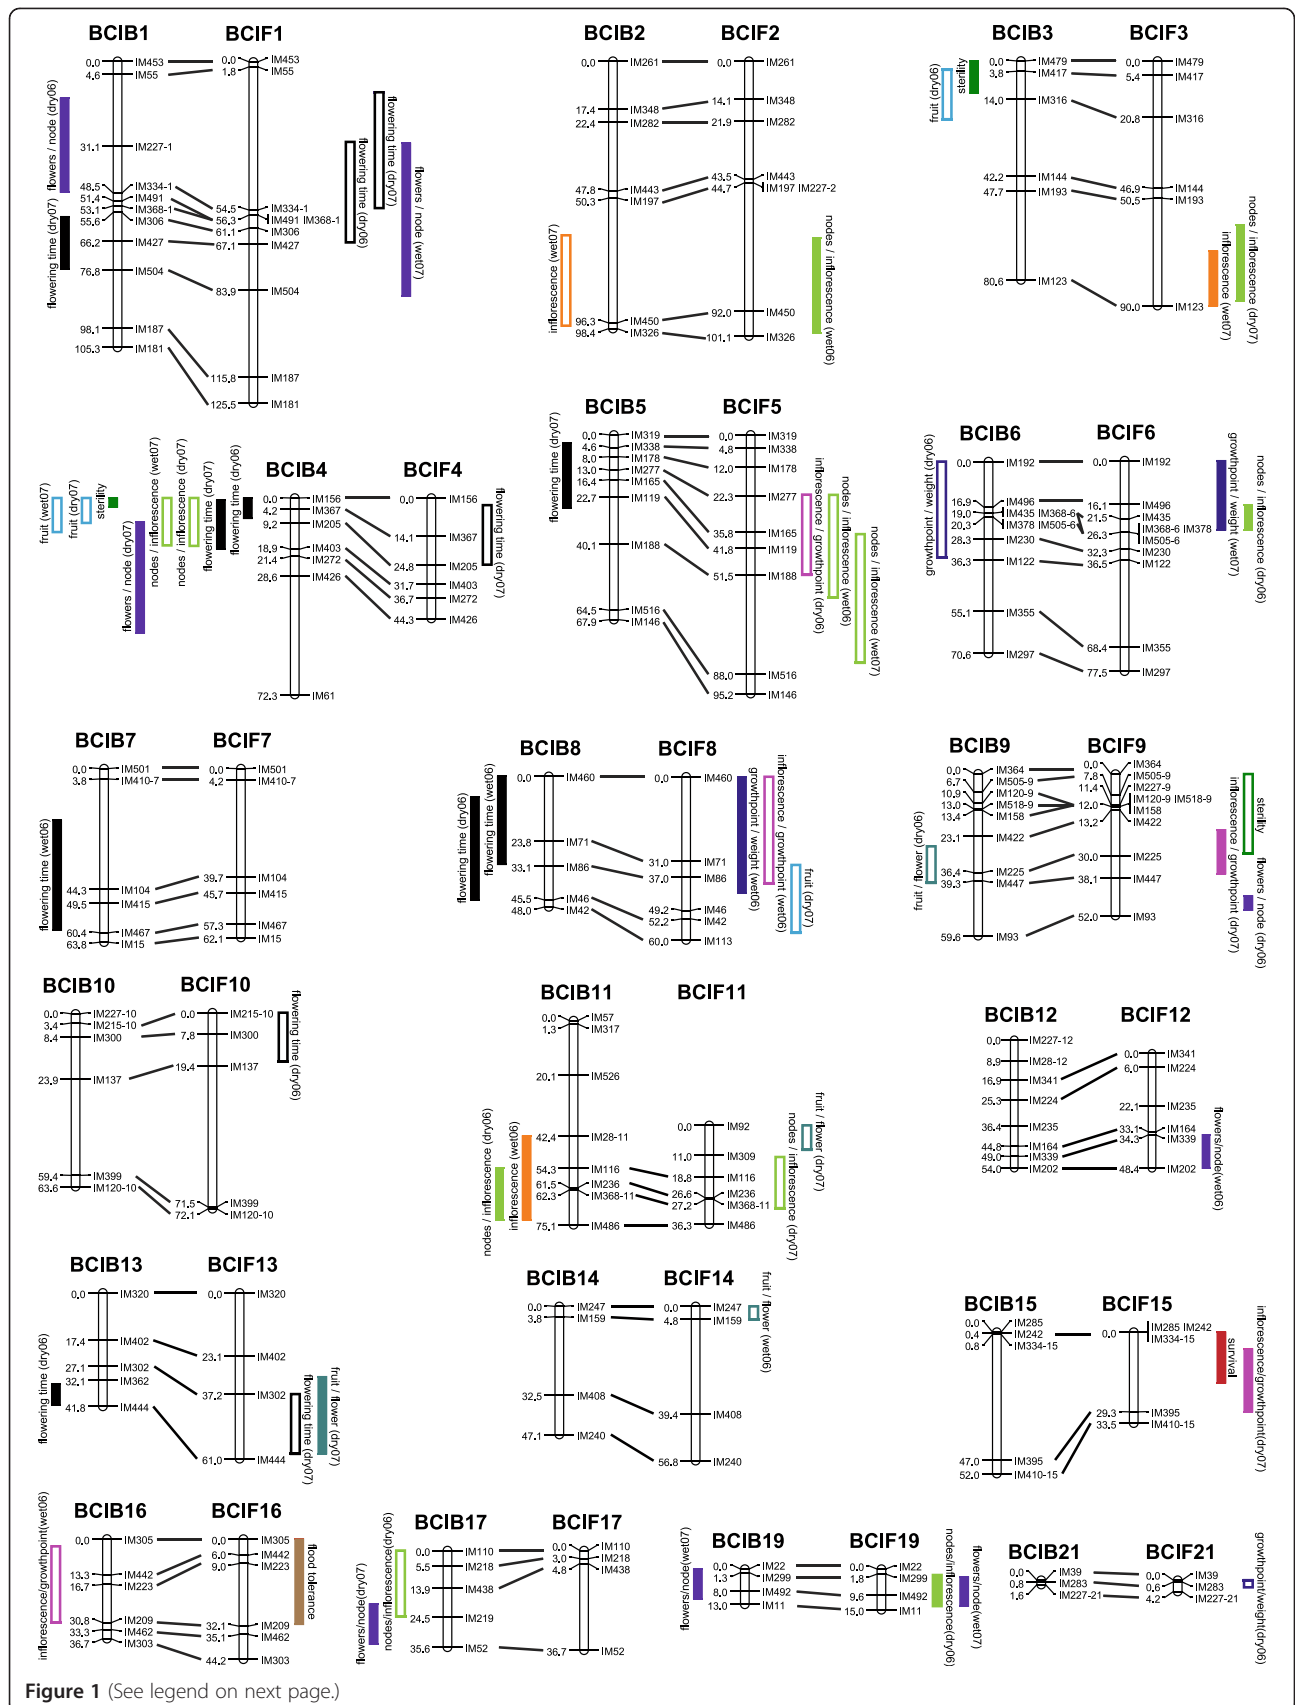 BCIB1 BCIF1
0.0 IM453 0.0 IM453
4.6 IM55 1.8 IM55
31.1 IM227-1
48.5 IM334-1 54.5 IM334-1
51.4 IM491 56.3 IM491 IM368-1
53.1 IM368-1
55.6 IM306 61.1 IM306
66.2 IM427 67.1 IM427
76.8 IM504 83.9 IM504
98.1 IM187 115.8 IM187
105.3 IM181 125.5 IM181
flowers / node (dry06)
flowering time (dry07)
flowering time (dry06)
flowering time (dry07)
flowers / node (wet07)
BCIB2 BCIF2
0.0 IM261 0.0 IM261
17.4 IM348 14.1 IM348
22.4 IM282 21.9 IM282
47.8 IM443 43.5 IM443
50.3 IM197 44.7 IM197 IM227-2
96.3 IM450 92.0 IM450
98.4 IM326 101.1 IM326
inflorescence (wet07)
nodes / inflorescence (wet06)
BCIB3 BCIF3
0.0 IM479 0.0 IM479
3.8 IM417 5.4 IM417
14.0 IM316 20.8 IM316
42.2 IM144 46.9 IM144
47.7 IM193 50.5 IM193
80.6 IM123 90.0 IM123
fruit (dry06)
sterility
inflorescence (wet07)
nodes / inflorescence (dry07)
BCIB4 BCIF4
0.0 IM156 0.0 IM156
4.2 IM367 14.1 IM367
9.2 IM205 24.8 IM205
18.9 IM403 31.7 IM403
21.4 IM272 36.7 IM272
28.6 IM426 44.3 IM426
72.3 IM61
fruit (wet07)
fruit (dry07)
sterility
flowers / node (dry07)
nodes / inflorescence (wet07)
nodes / inflorescence (dry07)
flowering time (dry07)
flowering time (dry06)
flowering time (dry07)
BCIB5 BCIF5
0.0 IM319 0.0 IM319
4.6 IM338 4.8 IM338
8.0 IM178 12.0 IM178
13.0 IM277 22.3 IM277
16.4 IM165 35.8 IM165
22.7 IM119 41.8 IM119
40.1 IM188 51.5 IM188
64.5 IM516 88.0 IM516
67.9 IM146 95.2 IM146
flowering time (dry07)
inflorescence / growthpoint (dry06)
nodes / inflorescence (wet06)
nodes / inflorescence (wet07)
BCIB6 BCIF6
0.0 IM192 0.0 IM192
16.9 IM496 16.1 IM496
19.0 IM435 IM368-6 21.5 IM435
20.3 IM378 IM505-6 26.3 IM368-6 IM378
IM505-6
28.3 IM230 32.3 IM230
36.3 IM122 36.5 IM122
55.1 IM355 68.4 IM355
70.6 IM297 77.5 IM297
growthpoint / weight (dry06)
growthpoint / weight (wet07)
nodes / inflorescence (dry06)
BCIB7 BCIF7
0.0 IM501 0.0 IM501
3.8 IM410-7 4.2 IM410-7
44.3 IM104 39.7 IM104
49.5 IM415 45.7 IM415
60.4 IM467 57.3 IM467
63.8 IM15 62.1 IM15
flowering time (wet06)
BCIB8 BCIF8
0.0 IM460 0.0 IM460
23.8 IM71 31.0 IM71
33.1 IM86 37.0 IM86
45.5 IM46 49.2 IM46
48.0 IM42 52.2 IM42
60.0 IM113
flowering time (dry06)
flowering time (wet06)
growthpoint / weight (wet06)
inflorescence / growthpoint (wet06)
fruit (dry07)
BCIB9 BCIF9
0.0 IM364 0.0 IM364
6.7 IM505-9 7.8 IM505-9
10.9 IM120-9 11.4 IM227-9
13.0 IM518-9 12.0 IM120-9 IM518-9
13.4 IM158 IM158
23.1 IM422 13.2 IM422
36.4 IM225 30.0 IM225
39.3 IM447 38.1 IM447
59.6 IM93 52.0 IM93
fruit / flower (dry06)
inflorescence / growthpoint (dry07)
sterility
flowers / node (dry06)
BCIB10 BCIF10
0.0 IM227-10 0.0 IM215-10
3.4 IM215-10
8.4 IM300 7.8 IM300
23.9 IM137 19.4 IM137
59.4 IM399 71.5 IM399
63.6 IM120-10 72.1 IM120-10
flowering time (dry06)
BCIB11 BCIF11
0.0 IM57
1.3 IM317
20.1 IM526
42.4 IM28-11 0.0 IM92
11.0 IM309
54.3 IM116 18.8 IM116
61.5 IM236 26.6 IM236
62.3 IM368-11 27.2 IM368-11
75.1 IM486 36.3 IM486
nodes / inflorescence (dry06)
inflorescence (wet06)
nodes / inflorescence (dry07)
fruit / flower (dry07)
BCIB12 BCIF12
0.0 IM227-12
8.9 IM28-12
16.9 IM341 0.0 IM341
25.3 IM224 6.0 IM224
36.4 IM235 22.1 IM235
44.8 IM164 33.1 IM164
49.0 IM339 34.3 IM339
54.0 IM202 48.4 IM202
flowers/node(wet06)
BCIB13 BCIF13
0.0 IM320 0.0 IM320
17.4 IM402 23.1 IM402
27.1 IM302 37.2 IM302
32.1 IM362
41.8 IM444 61.0 IM444
flowering time (dry06)
flowering time (dry07)
fruit / flower (dry07)
BCIB14 BCIF14
0.0 IM247 0.0 IM247
3.8 IM159 4.8 IM159
32.5 IM408 39.4 IM408
47.1 IM240 56.8 IM240
fruit / flower (wet06)
BCIB15 BCIF15
0.0 IM285 0.0 IM285 IM242
0.4 IM242 IM334-15
0.8 IM334-15
47.0 IM395 29.3 IM395
52.0 IM410-15 33.5 IM410-15
survival
inflorescence/growthpoint(dry07)
BCIB16 BCIF16
0.0 IM305 0.0 IM305
13.3 IM442 6.0 IM442
16.7 IM223 9.0 IM223
30.8 IM209 32.1 IM209
33.3 IM462 35.1 IM462
36.7 IM303 44.2 IM303
inflorescence/growthpoint(wet06)
flood tolerance
BCIB17 BCIF17
0.0 IM110 0.0 IM110
5.5 IM218 3.0 IM218
13.9 IM438 4.8 IM438
24.5 IM219
35.6 IM52 36.7 IM52
flowers/node(dry07)
nodes/inflorescence(dry06)
BCIB19 BCIF19
0.0 IM22 0.0 IM22
1.3 IM299 1.8 IM299
8.0 IM492 9.6 IM492
13.0 IM11 15.0 IM11
flowers/node(wet07)
nodes/inflorescence(dry06)
flowers/node(wet07)
BCIB21 BCIF21
0.0 IM39 0.0 IM39
0.8 IM283 0.6 IM283
1.6 IM227-21 4.2 IM227-21
growthpoint/weight(dry06)
Figure 1 (See legend on next page.)